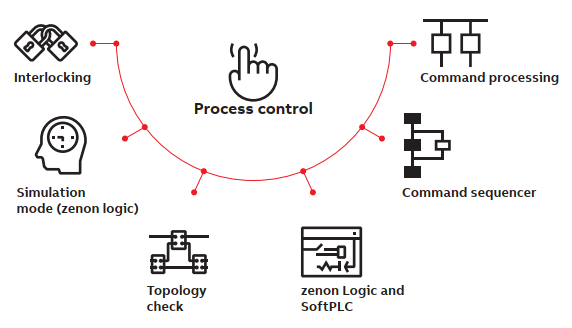 Process control
Interlocking
Command processing
Simulation
mode (zenon logic)
Command sequencer
Topology
check
zenon Logic and
SoftPLC